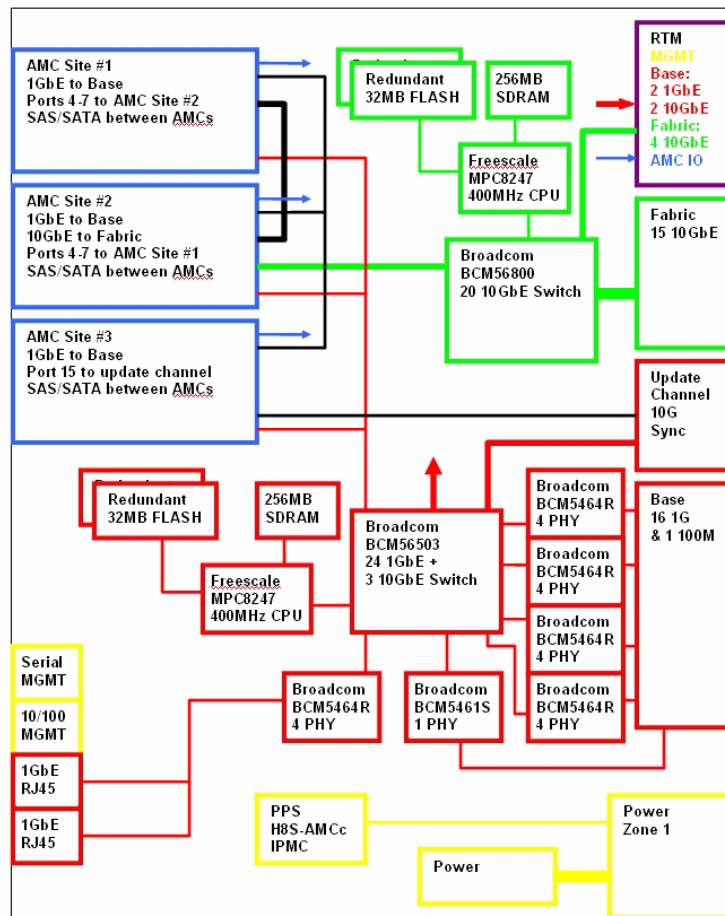 AMC Site #1
1GbE to Base
Ports 4-7 to AMC Site #2
SAS/SATA between AMCs
AMC Site #2
1GbE to Base
10GbE to Fabric
Ports 4-7 to AMC Site #1
SAS/SATA between AMCs
AMC Site #3
1GbE to Base
Port 15 to update channel
SAS/SATA between AMCs
Redundant
32MB FLASH
256MB
SDRAM
Freescale
MPC8247
400MHz CPU
Broadcom
BCM56800
20 10GbE Switch
RTM
MGMT
Base:
2 1GbE
2 10GbE
Fabric:
4 10GbE
AMC IO
Fabric
15 10GbE
Update
Channel
10G
Sync
Redundant
32MB FLASH
256MB
SDRAM
Freescale
MPC8247
400MHz CPU
Broadcom
BCM56503
24 1GbE +
3 10GbE Switch
Broadcom
BCM5464R
4 PHY
Broadcom
BCM5464R
4 PHY
Broadcom
BCM5464R
4 PHY
Broadcom
BCM5464R
4 PHY
Base
16 1G
& 1 100M
Broadcom
BCM5464R
4 PHY
Broadcom
BCM5461S
1 PHY
Serial
MGMT
10/100
MGMT
1GbE
RJ45
1GbE
RJ45
PPS
H8S-AMCc
IPMC
Power
Power
Zone 1